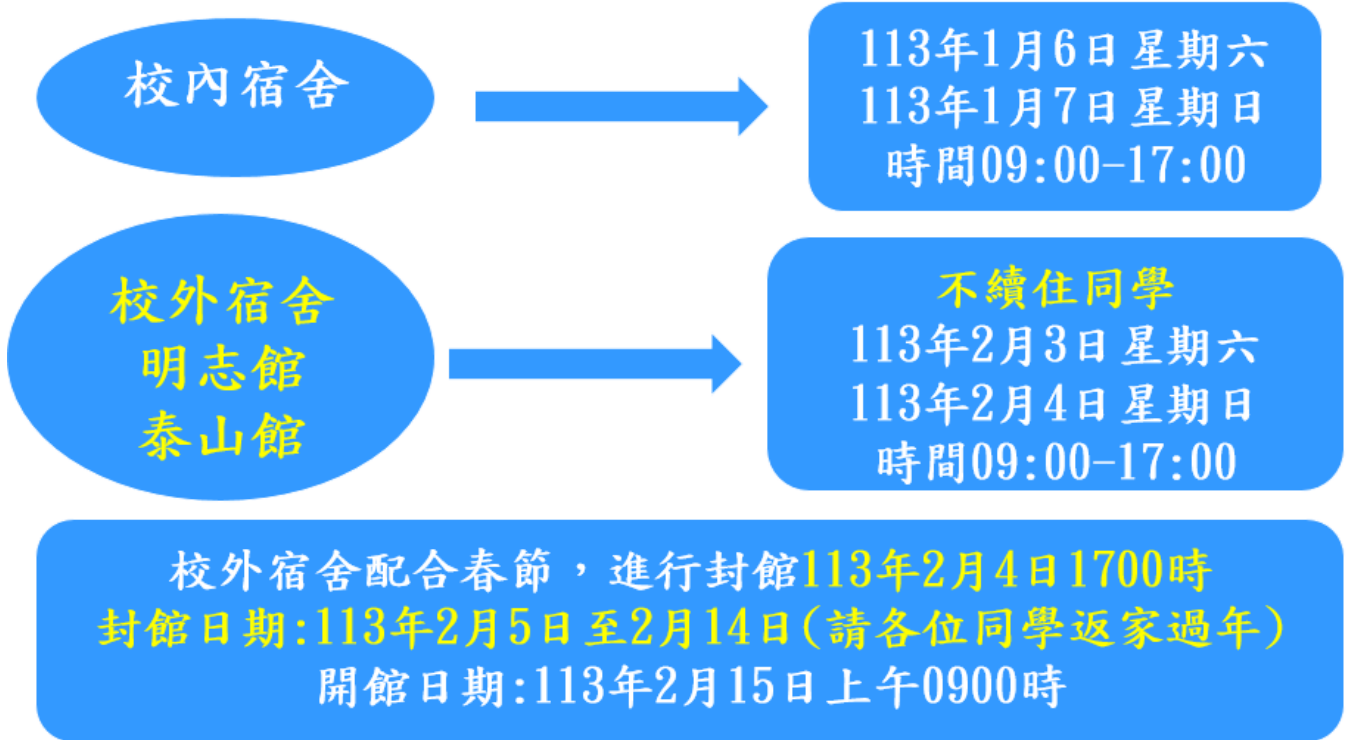 校內宿舍
113年1月6日星期六
113年1月7日星期日
時間09:00-17:00
校外宿舍
明志館
泰山館
不續住同學
113年2月3日星期六
113年2月4日星期日
時間09:00-17:00
校外宿舍配合春節，進行封館113年2月4日1700時
封館日期:113年2月5日至2月14日(請各位同學返家過年)
開館日期:113年2月15日上午0900時